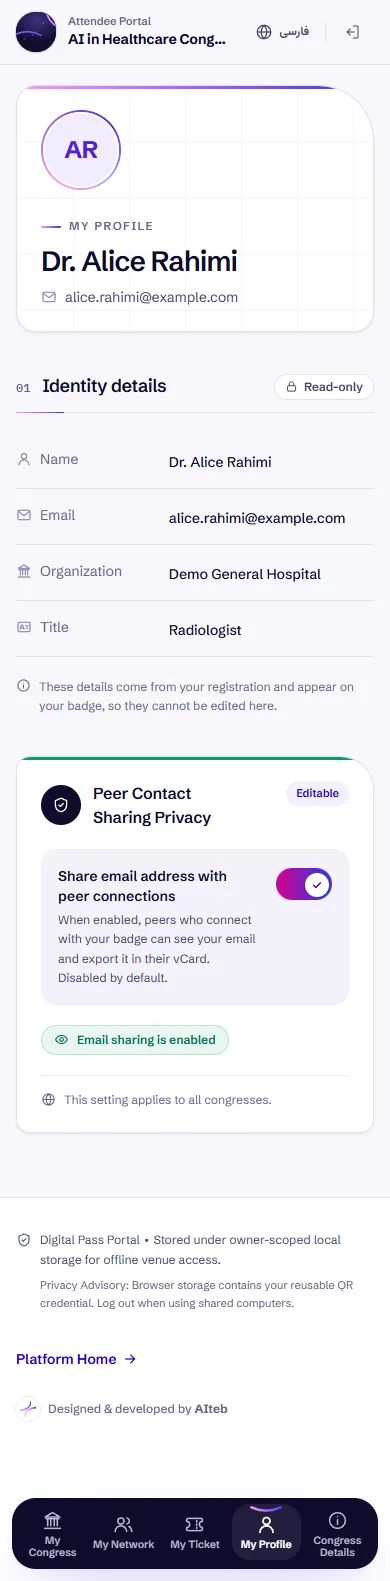 Attendee Portal
AI in Healthcare Cong...
فارسی
AR
MY PROFILE
Dr. Alice Rahimi
alice.rahimi@example.com
01 Identity details
Read-only
Name
Dr. Alice Rahimi
Email
alice.rahimi@example.com
Organization
Demo General Hospital
Title
Radiologist
These details come from your registration and appear on
your badge, so they cannot be edited here.
Peer Contact
Sharing Privacy
Editable
Share email address with
peer connections
When enabled, peers who connect
with your badge can see your email
and export it in their vCard.
Disabled by default.
Email sharing is enabled
This setting applies to all congresses.
Digital Pass Portal • Stored under owner-scoped local
storage for offline venue access.
Privacy Advisory: Browser storage contains your reusable QR
credential. Log out when using shared computers.
Platform Home →
Designed & developed by AIteb
My
Congress
My Network
My Ticket
My Profile
Congress
Details